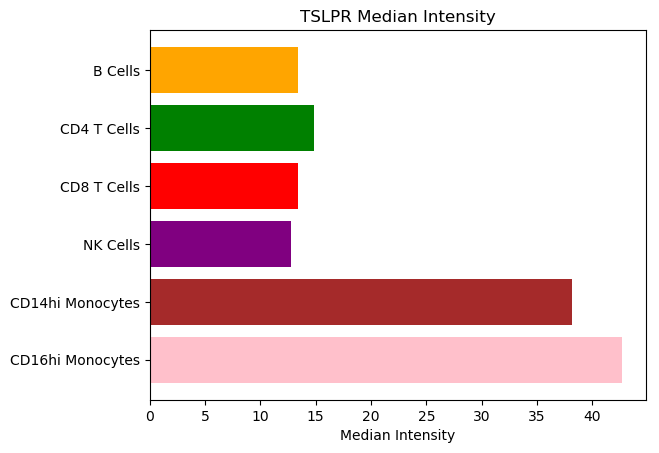 TSLPR Median Intensity
B Cells
CD4 T Cells
CD8 T Cells
NK Cells
CD14hi Monocytes
CD16hi Monocytes
0 5 10 15 20 25 30 35 40
Median Intensity